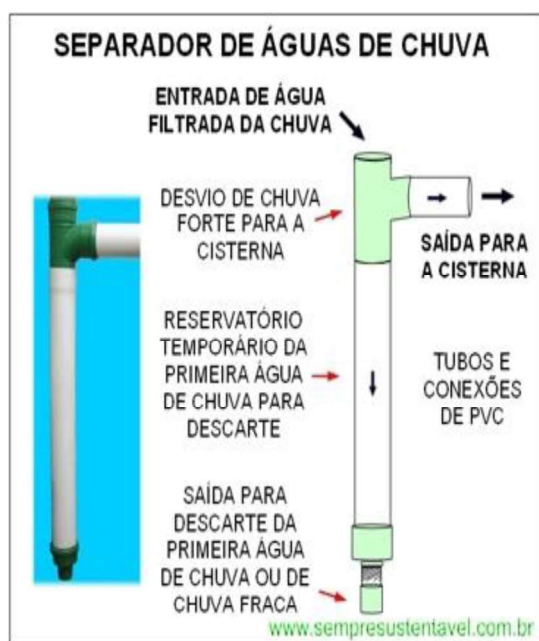 SEPARADOR DE ÁGUAS DE CHUVA
ENTRADA DE ÁGUA
FILTRADA DA CHUVA
DESVIO DE CHUVA
FORTE PARA A
CISTERNA
SAÍDA PARA
A CISTERNA
RESERVATÓRIO
TEMPORÁRIO DA
PRIMEIRA ÁGUA
DE CHUVA PARA
DESCARTE
TUBOS E
CONEXÕES
DE PVC
SAÍDA PARA
DESCARTE DA
PRIMEIRA ÁGUA
DE CHUVA OU DE
CHUVA FRACA
www.sempresustentavel.com.br